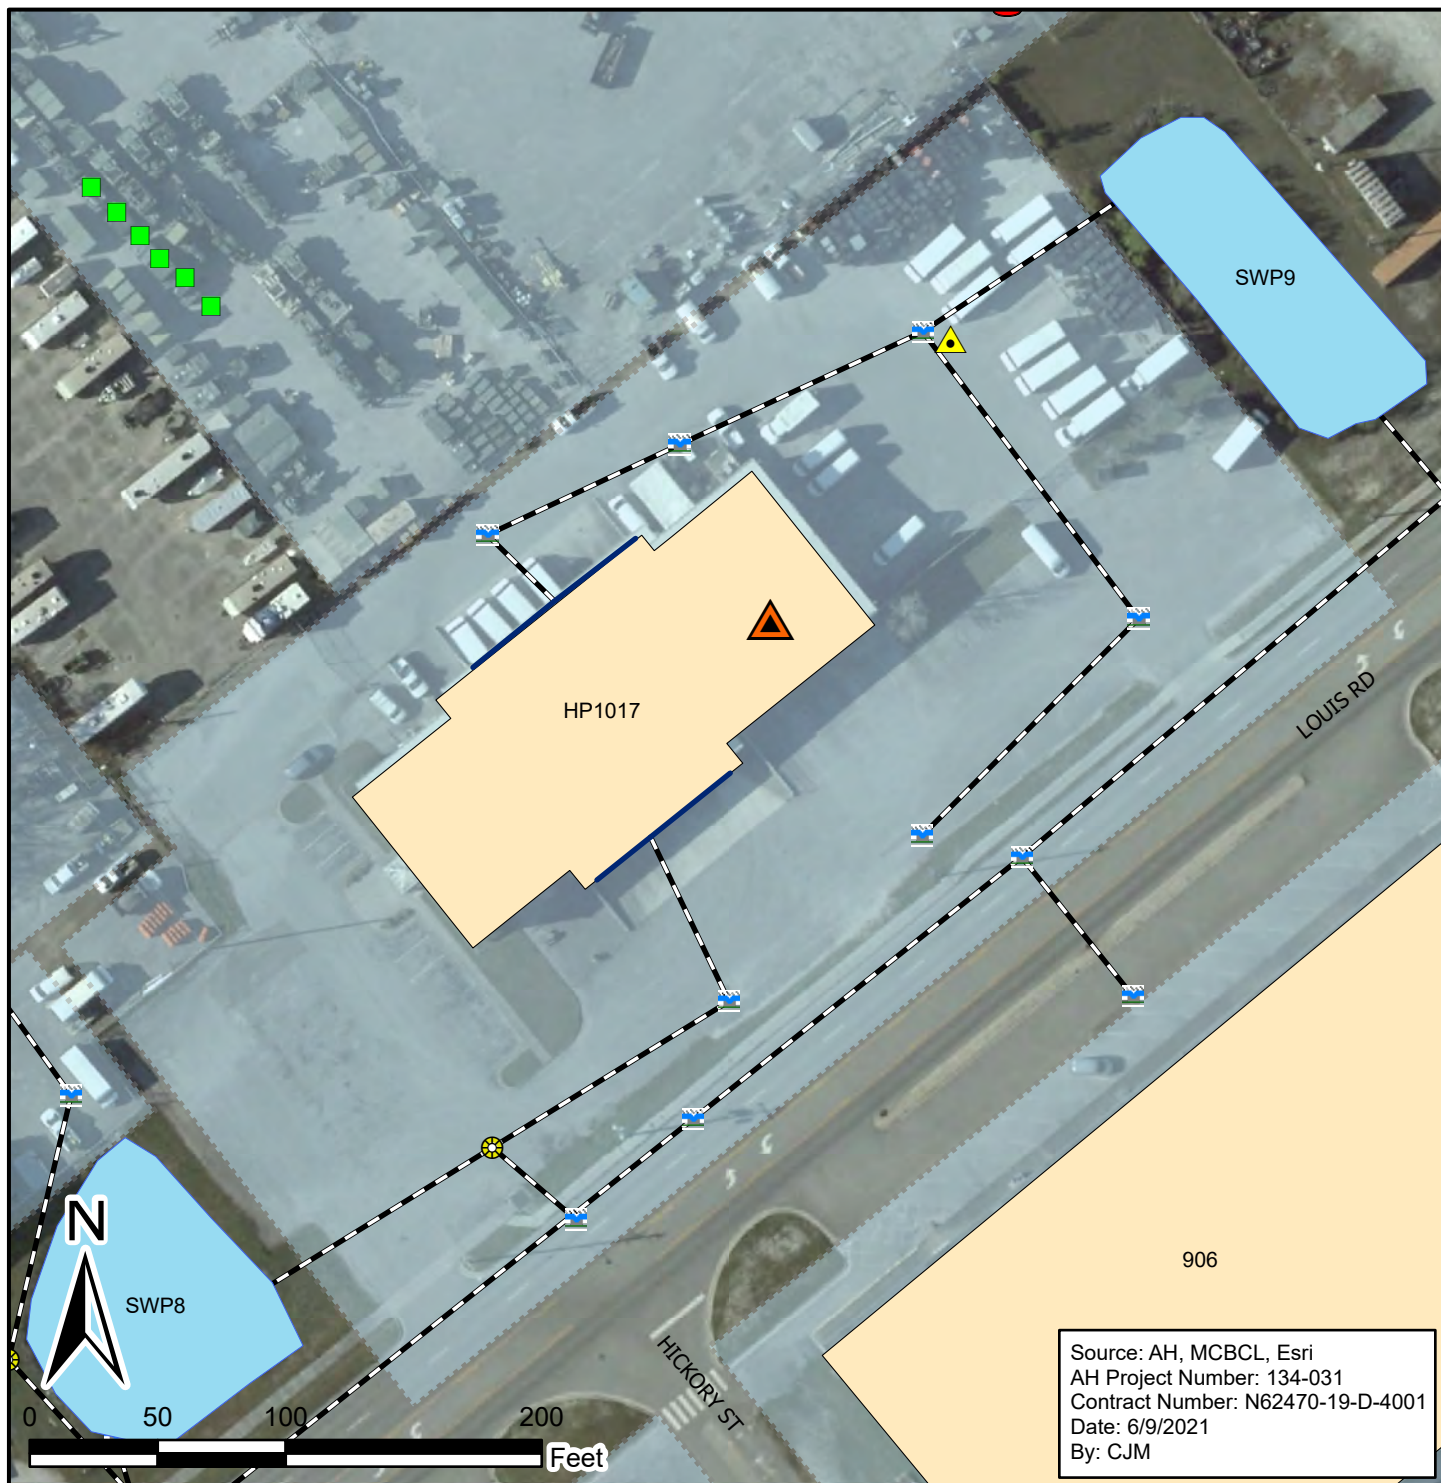 SWP9
HP1017
LOUIS RD
906
N
SWP8
HICKORY ST
0 50 100 200
Feet
Source: AH, MCBCL, Esri
AH Project Number: 134-031
Contract Number: N62470-19-D-4001
Date: 6/9/2021
By: CJM